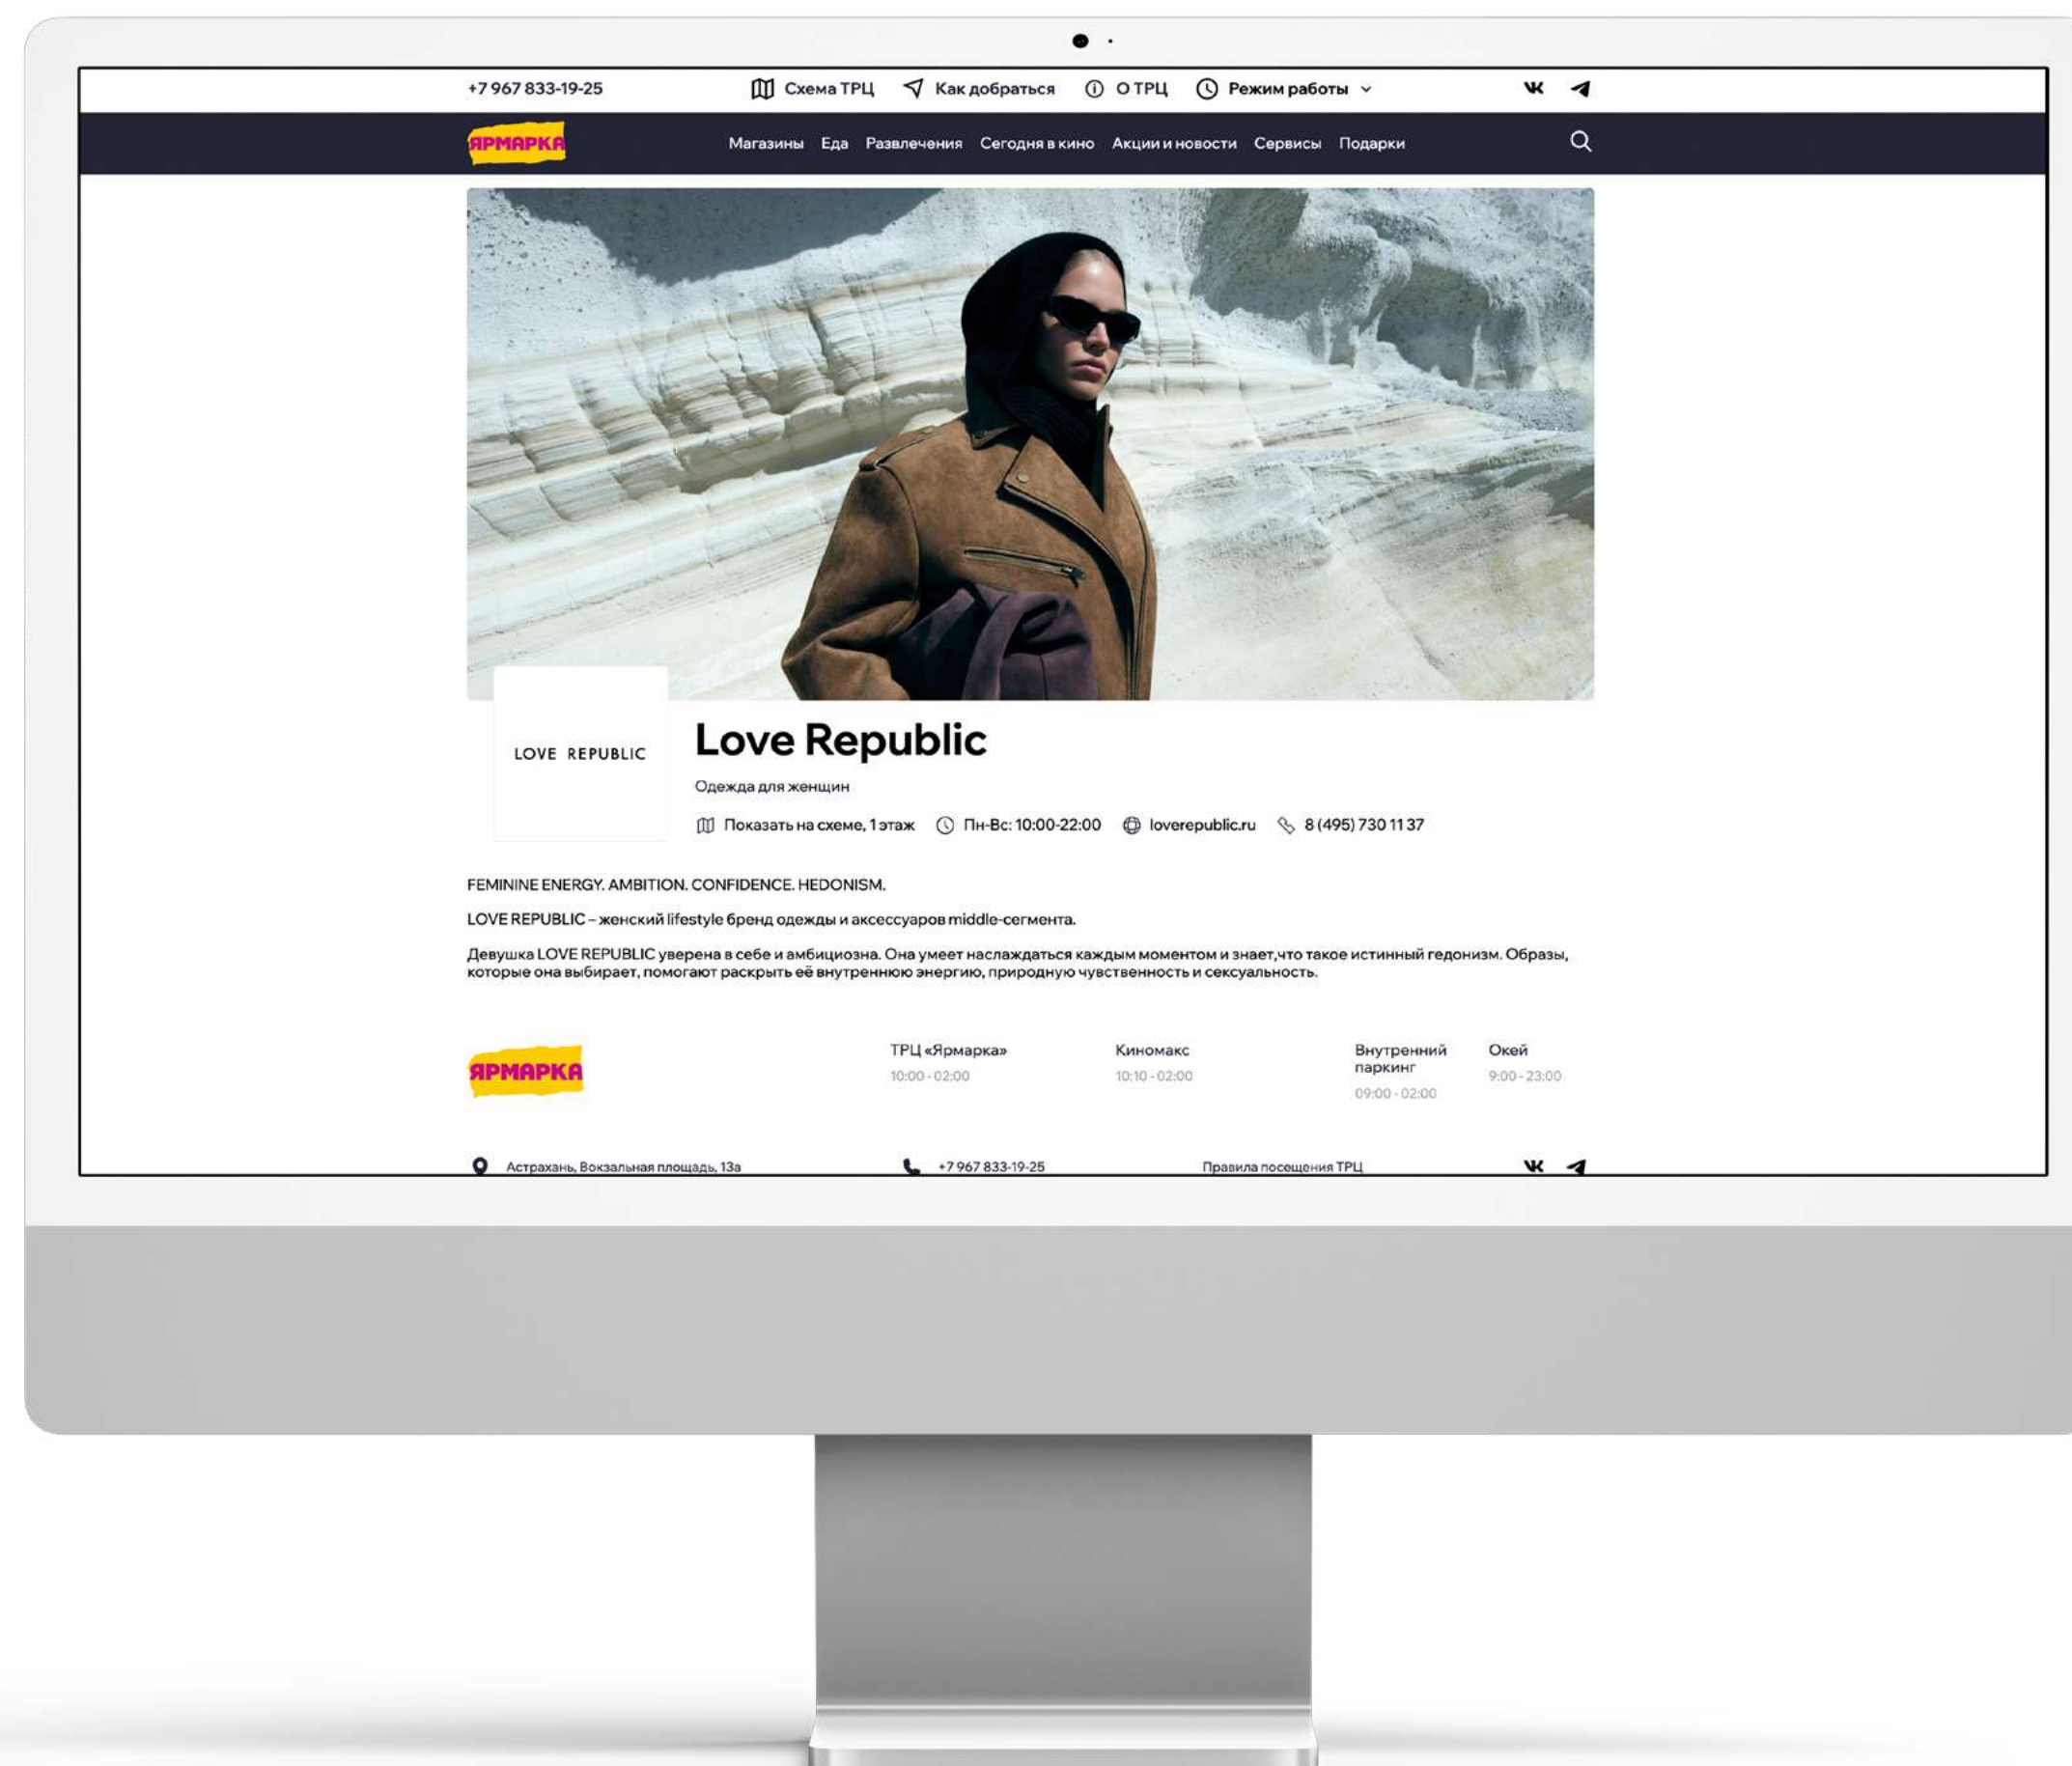 +7 967 833-19-25
Схема ТРЦ
Как добраться
О ТРЦ
Режим работы
ЯРМАРКА
Магазины Еда Развлечения Сегодня в кино Акции и новости Сервисы Подарки
LOVE REPUBLIC
Love Republic
Одежда для женщин
Показать на схеме, 1 этаж
Пн-Вс: 10:00-22:00
loverepublic.ru
8 (495) 730 11 37
FEMININE ENERGY. AMBITION. CONFIDENCE. HEDONISM.
LOVE REPUBLIC – женский lifestyle бренд одежды и аксессуаров middle-сегмента.
Девушка LOVE REPUBLIC уверена в себе и амбициозна. Она умеет наслаждаться каждым моментом и знает,что такое истинный гедонизм. Образы,
которые она выбирает, помогают раскрыть её внутреннюю энергию, природную чувственность и сексуальность.
ЯРМАРКА
ТРЦ «Ярмарка»
10:00 - 02:00
Киномакс
10:10 - 02:00
Внутренний
паркинг
09:00 - 02:00
Окей
9:00 - 23:00
Астрахань, Вокзальная площадь, 13а
+7 967 833-19-25
Правила посещения ТРЦ